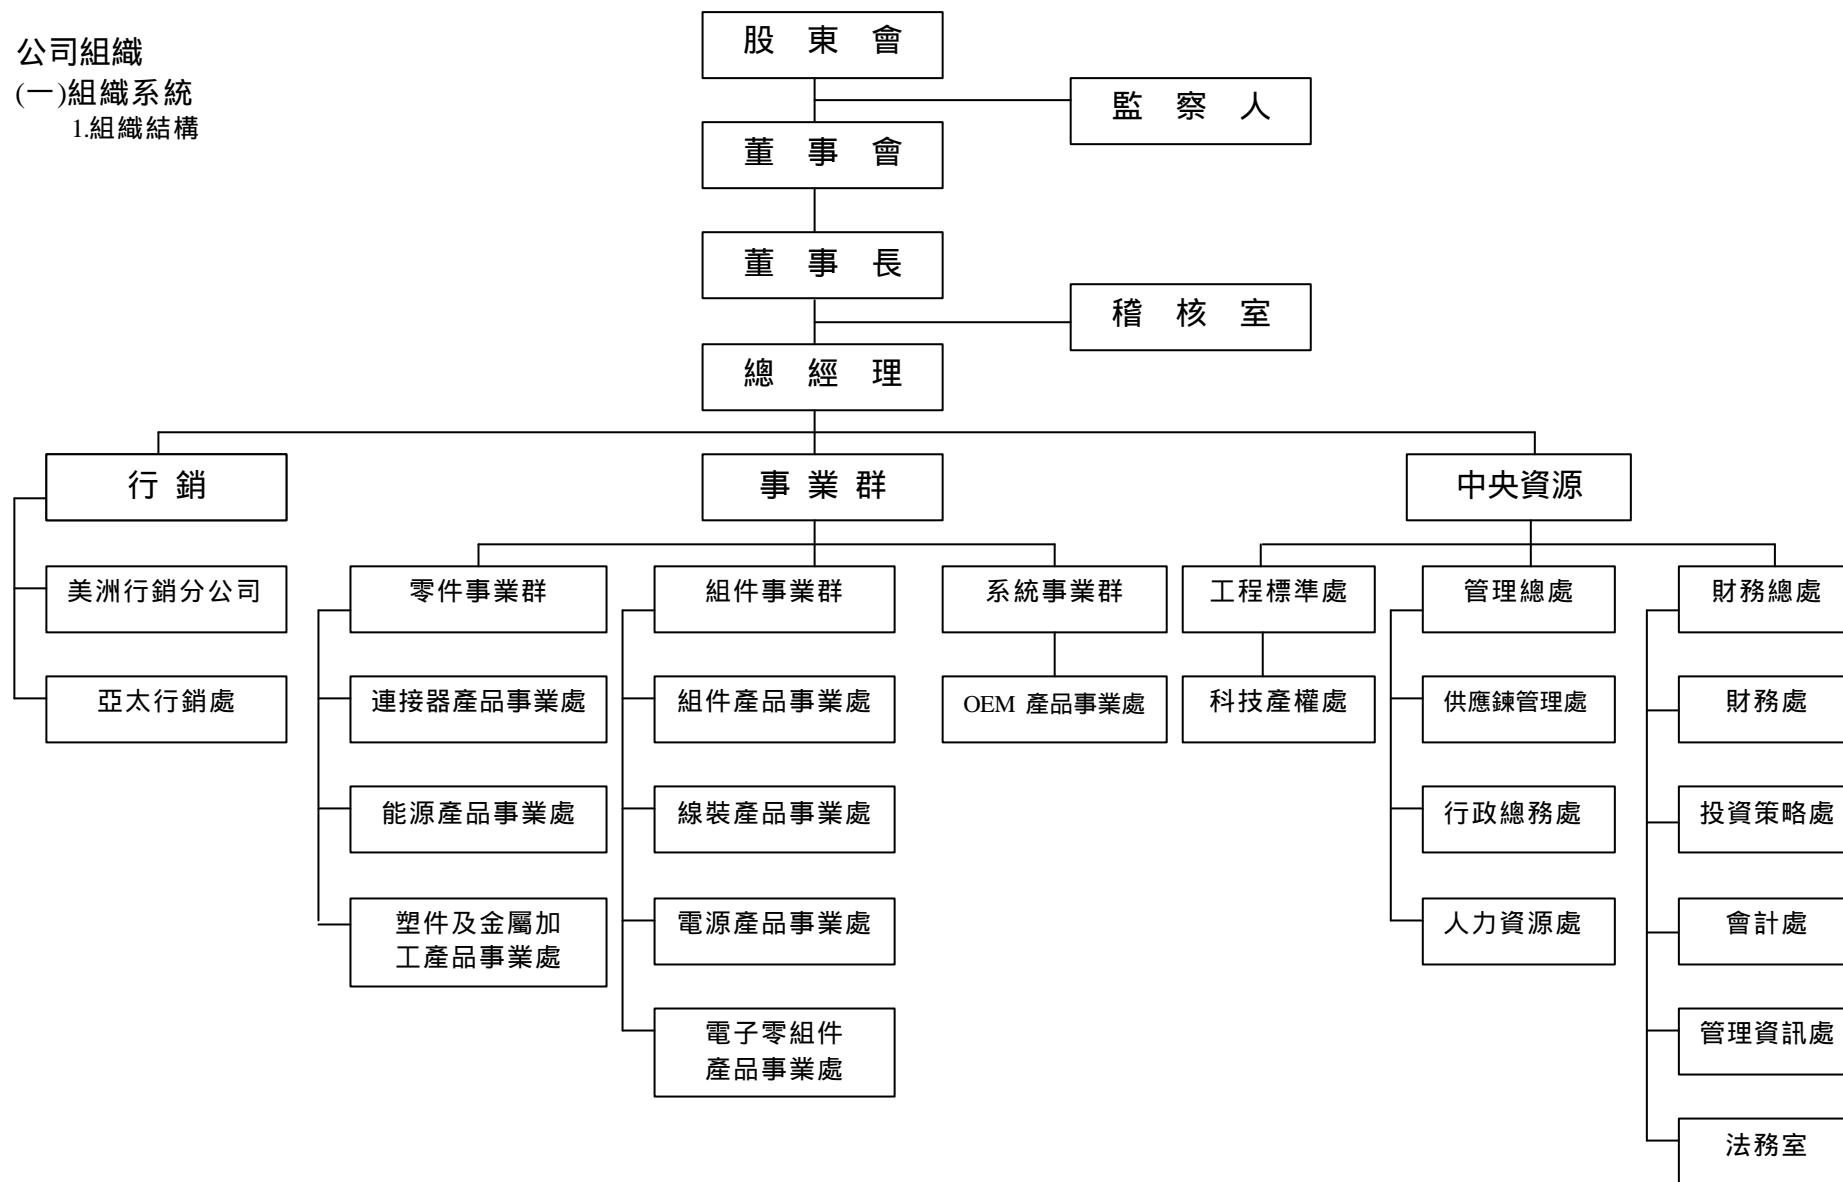 公司組織
(一)組織系統
1.組織結構
股 東 會
監 察 人
董 事 會
董 事 長
稽 核 室
總 經 理
行 銷
事 業 群
中央資源
美洲行銷分公司
零件事業群
組件事業群
系統事業群
工程標準處
管理總處
財務總處
亞太行銷處
連接器產品事業處
組件產品事業處
OEM 產品事業處
科技產權處
供應鍊管理處
財務處
能源產品事業處
線裝產品事業處
行政總務處
投資策略處
塑件及金屬加
工產品事業處
電源產品事業處
人力資源處
會計處
電子零組件
產品事業處
管理資訊處
法務室